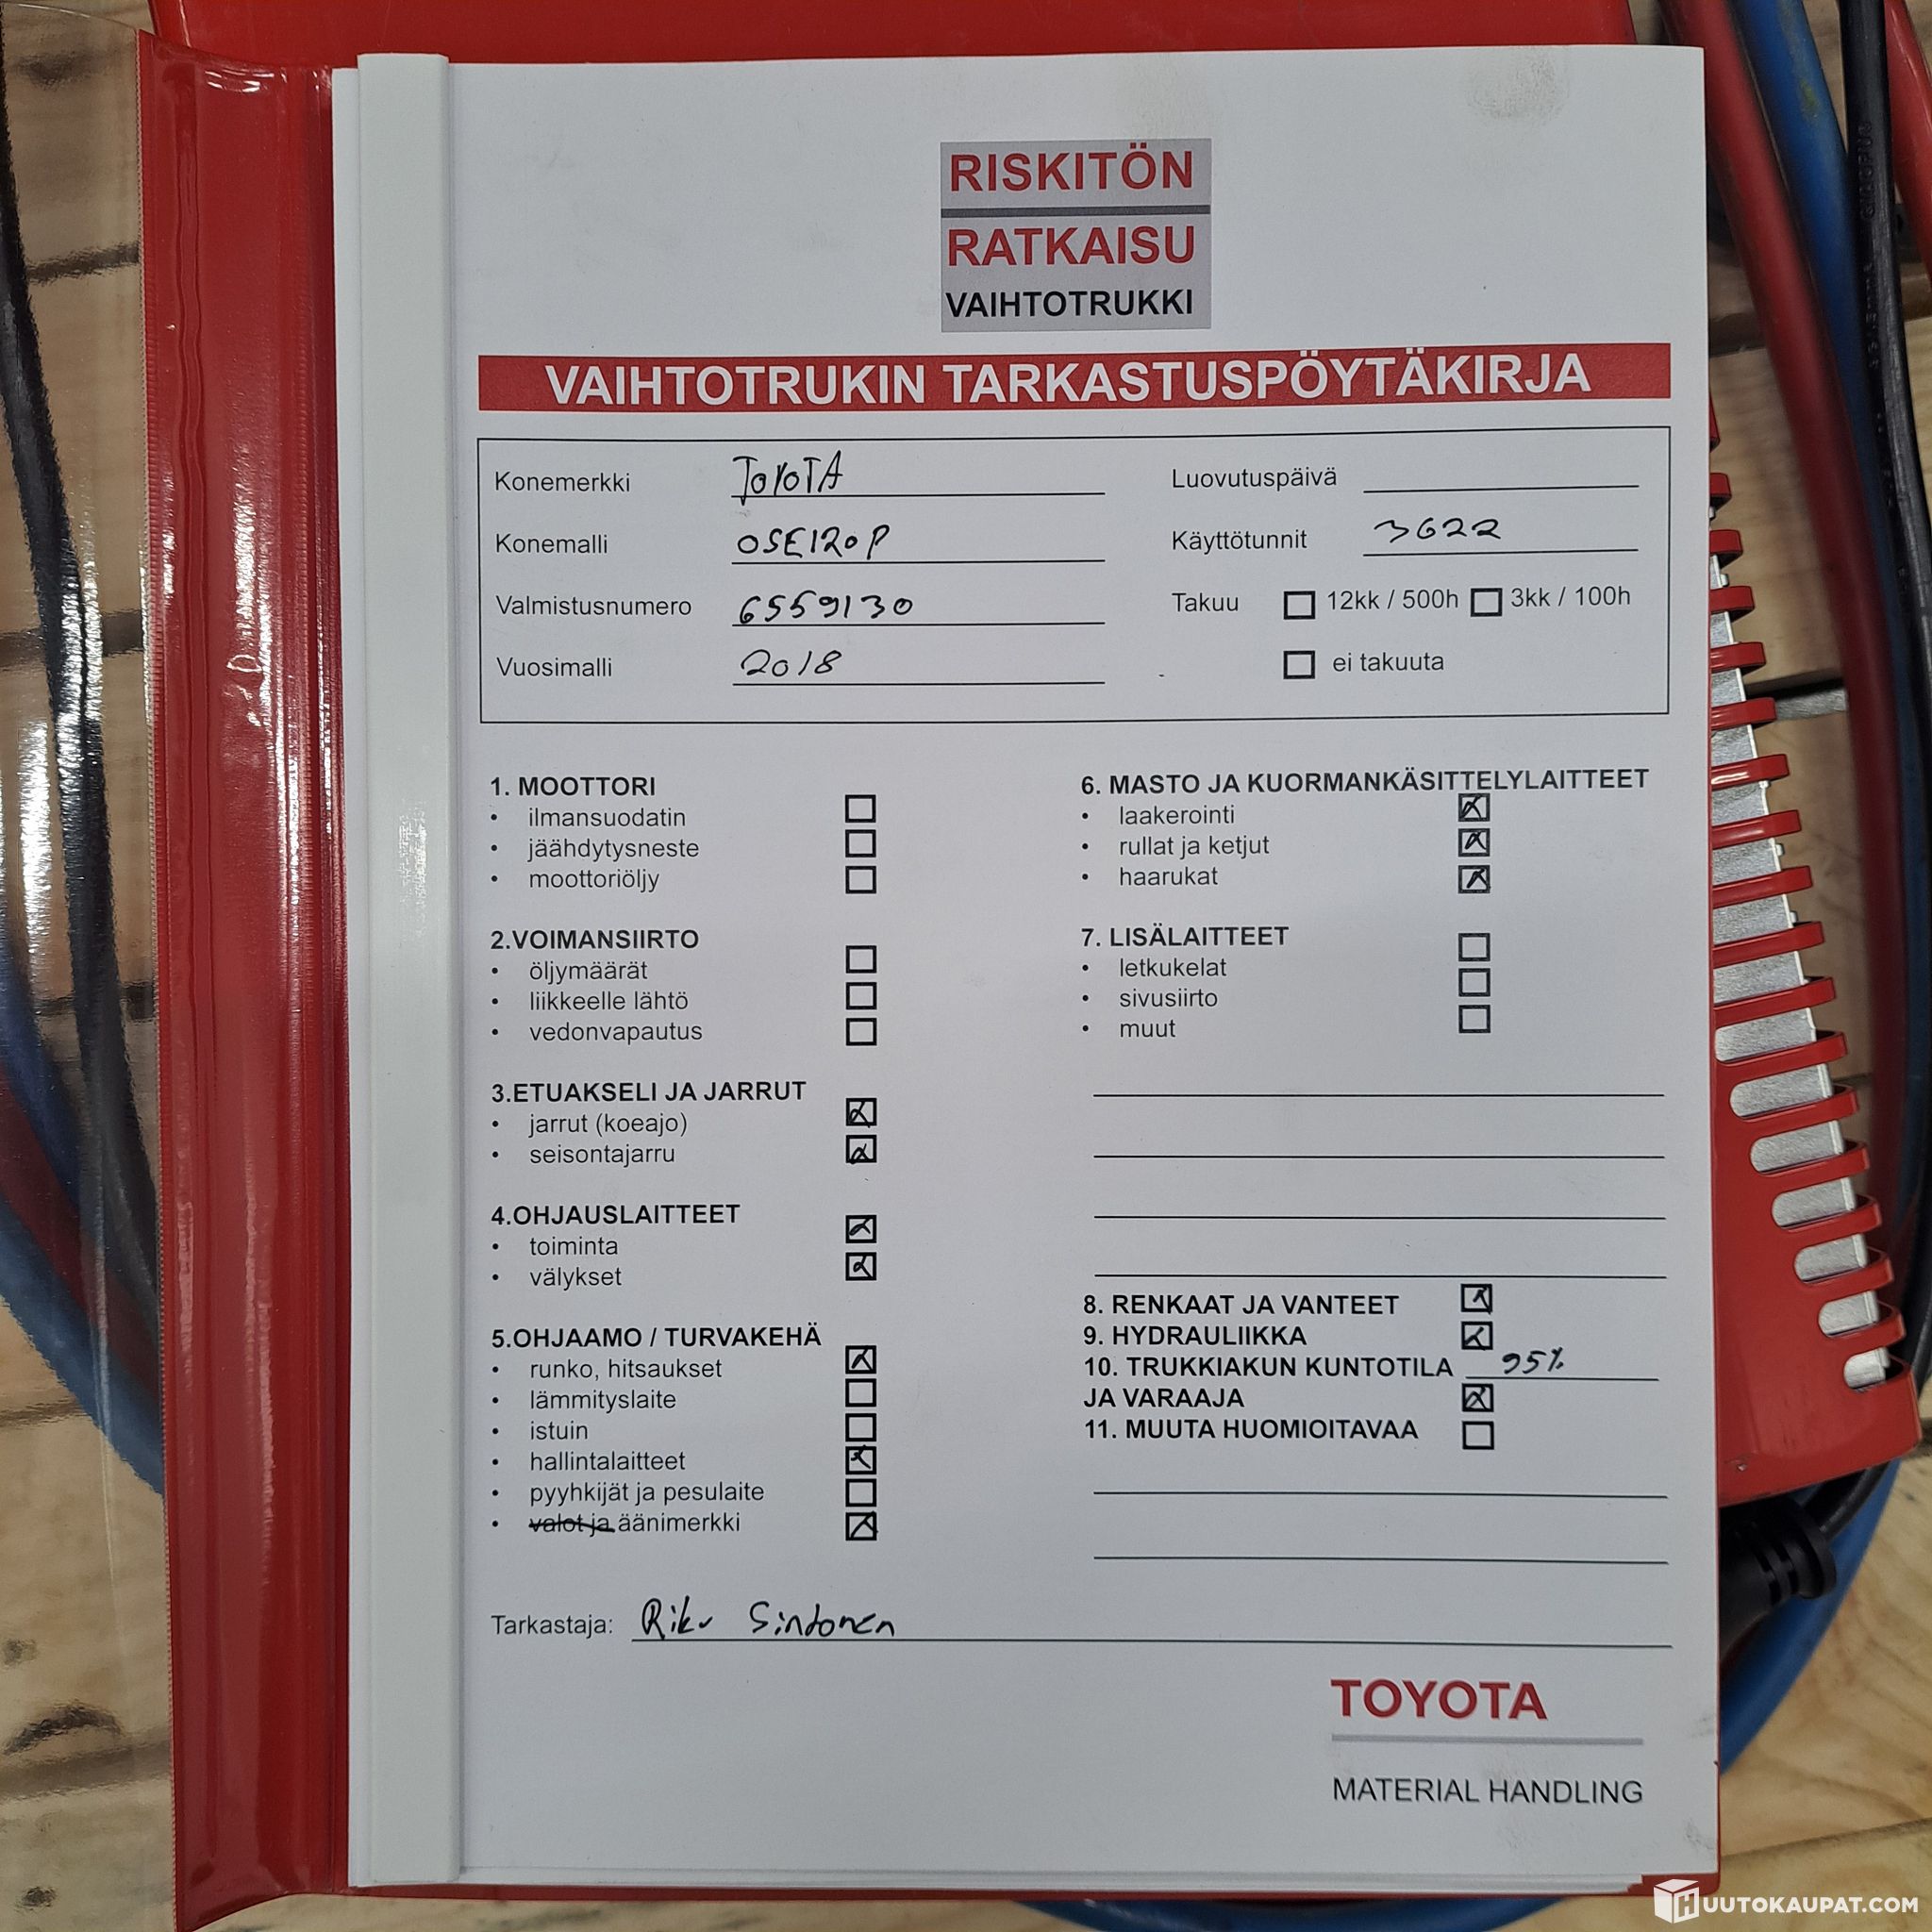 RISKITÖN
RATKAISU
VAIHTOTRUKKI
VAIHTOTRUKIN TARKASTUSPÖYTÄKIRJA
Konemerkki TOYOTA
Konemalli OSE120P
Valmistusnumero 6559130
Vuosimalli 2018
Luovutuspäivä
Käyttötunnit 3622
Takuu ☐ 12kk / 500h ☐ 3kk / 100h
☐ ei takuuta
1. MOOTTORI
• ilmansuodatin ☐
• jäähdytysneste ☐
• moottoriöljy ☐
2.VOIMANSIIRTO
• öljymäärät ☐
• liikkeelle lähtö ☐
• vedonvapautus ☐
3.ETUAKSELI JA JARRUT
• jarrut (koeajo) ☒
• seisontajarru ☒
4.OHJAUSLAITTEET
• toiminta ☒
• välykset ☒
5.OHJAAMO / TURVAKEHÄ
• runko, hitsaukset ☒
• lämmityslaite ☐
• istuin ☐
• hallintalaitteet ☒
• pyyhkijät ja pesulaite ☐
• valot ja äänimerkki ☒
6. MASTO JA KUORMANKÄSITTELYLAITTEET
• laakerointi ☒
• rullat ja ketjut ☒
• haarukat ☒
7. LISÄLAITTEET
• letkukelat ☐
• sivusiirto ☐
• muut ☐
8. RENKAAT JA VANTEET ☒
9. HYDRAULIIKKA ☒
10. TRUKKIAKUN KUNTOTILA 95%
JA VARAAJA ☒
11. MUUTA HUOMIOITAVAA ☐
Tarkastaja: Riku Sintonen
TOYOTA
MATERIAL HANDLING
HUUTOKAUPAT.COM